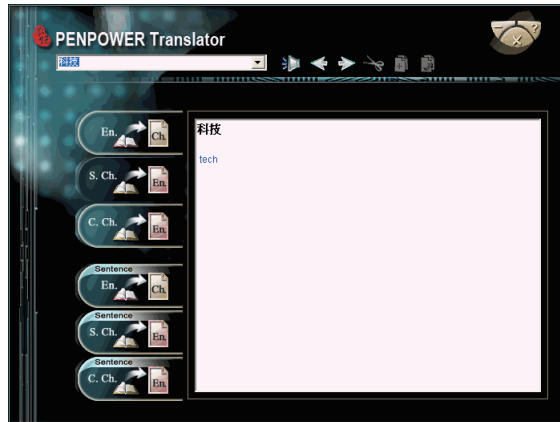 PENPOWER Translator
科技
En. Ch.
S. Ch. En.
C. Ch. En.
Sentence
En. Ch.
Sentence
S. Ch. En.
Sentence
C. Ch. En.
科技
tech